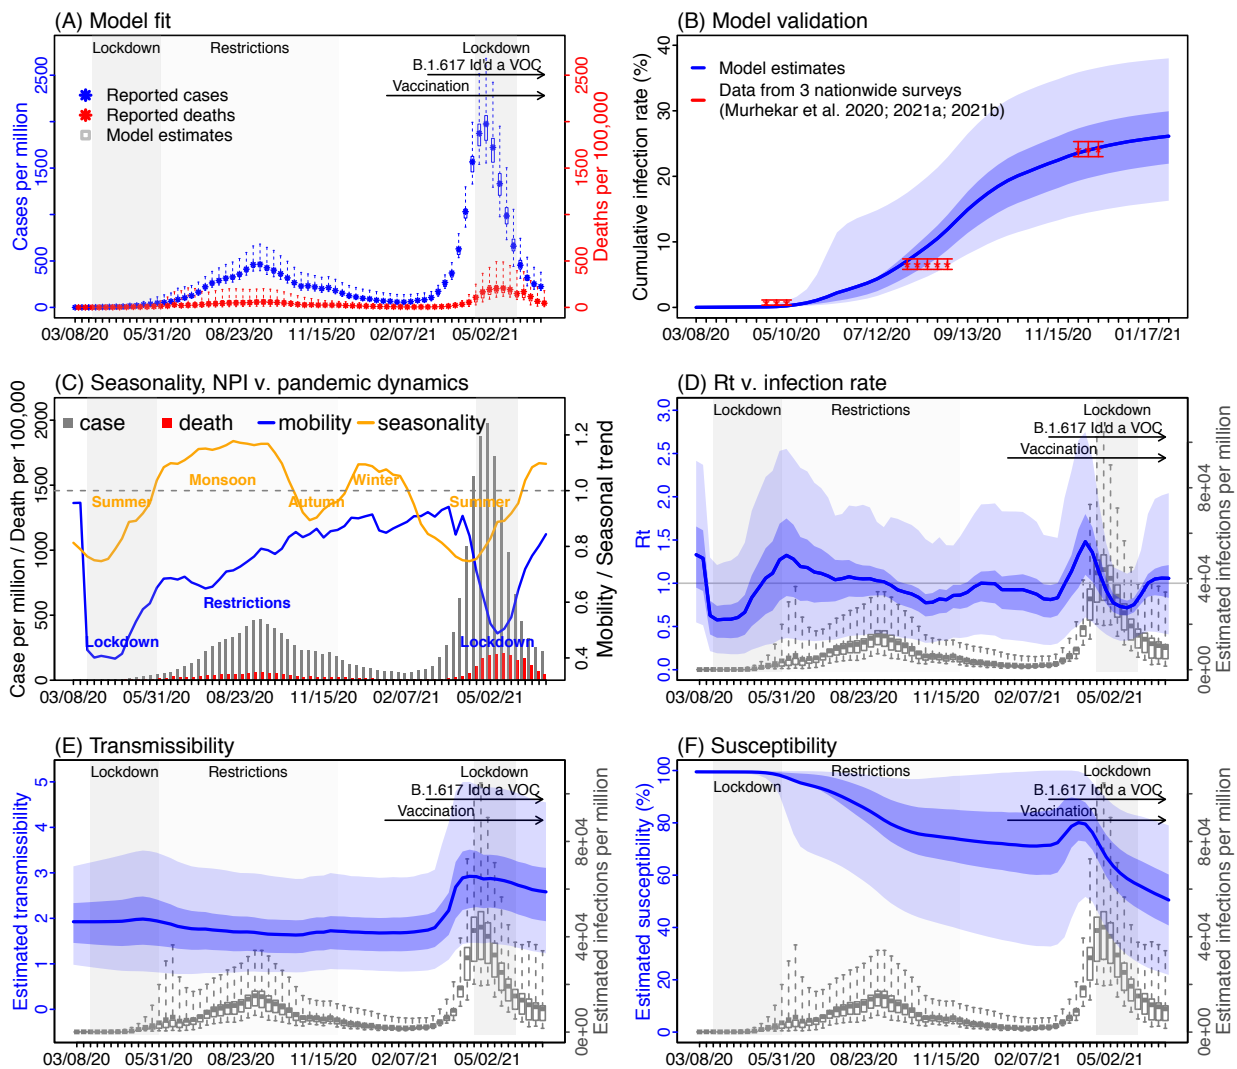 (A) Model fit
Lockdown
Restrictions
Lockdown
B.1.617 Id'd a VOC
Vaccination
Reported cases
Reported deaths
Model estimates
Cases per million
0
500
1500
2500
Deaths per 100,000
0
500
1500
2500
03/08/20
05/31/20
08/23/20
11/15/20
02/07/21
05/02/21
(B) Model validation
Model estimates
Data from 3 nationwide surveys
(Murhekar et al. 2020; 2021a; 2021b)
Cumulative infection rate (%)
0
10
20
30
40
03/08/20
05/10/20
07/12/20
09/13/20
11/15/20
01/17/21
(C) Seasonality, NPI v. pandemic dynamics
case
death
mobility
seasonality
Summer
Monsoon
Autumn
Winter
Summer
Restrictions
Lockdown
Lockdown
Case per million / Death per 100,000
0
500
1000
1500
2000
Mobility / Seasonal trend
0.4
0.6
0.8
1.0
1.2
03/08/20
05/31/20
08/23/20
11/15/20
02/07/21
05/02/21
(D) Rt v. infection rate
Lockdown
Restrictions
Lockdown
B.1.617 Id'd a VOC
Vaccination
Rt
0.0
0.5
1.0
1.5
2.0
2.5
3.0
Estimated infections per million
0e+00
4e+04
8e+04
03/08/20
05/31/20
08/23/20
11/15/20
02/07/21
05/02/21
(E) Transmissibility
Lockdown
Restrictions
Lockdown
B.1.617 Id'd a VOC
Vaccination
Estimated transmissibility
0
1
2
3
4
5
Estimated infections per million
0e+00
4e+04
8e+04
03/08/20
05/31/20
08/23/20
11/15/20
02/07/21
05/02/21
(F) Susceptibility
Lockdown
Restrictions
Lockdown
B.1.617 Id'd a VOC
Vaccination
Estimated susceptibility (%)
0
20
40
60
80
100
Estimated infections per million
0e+00
4e+04
8e+04
03/08/20
05/31/20
08/23/20
11/15/20
02/07/21
05/02/21